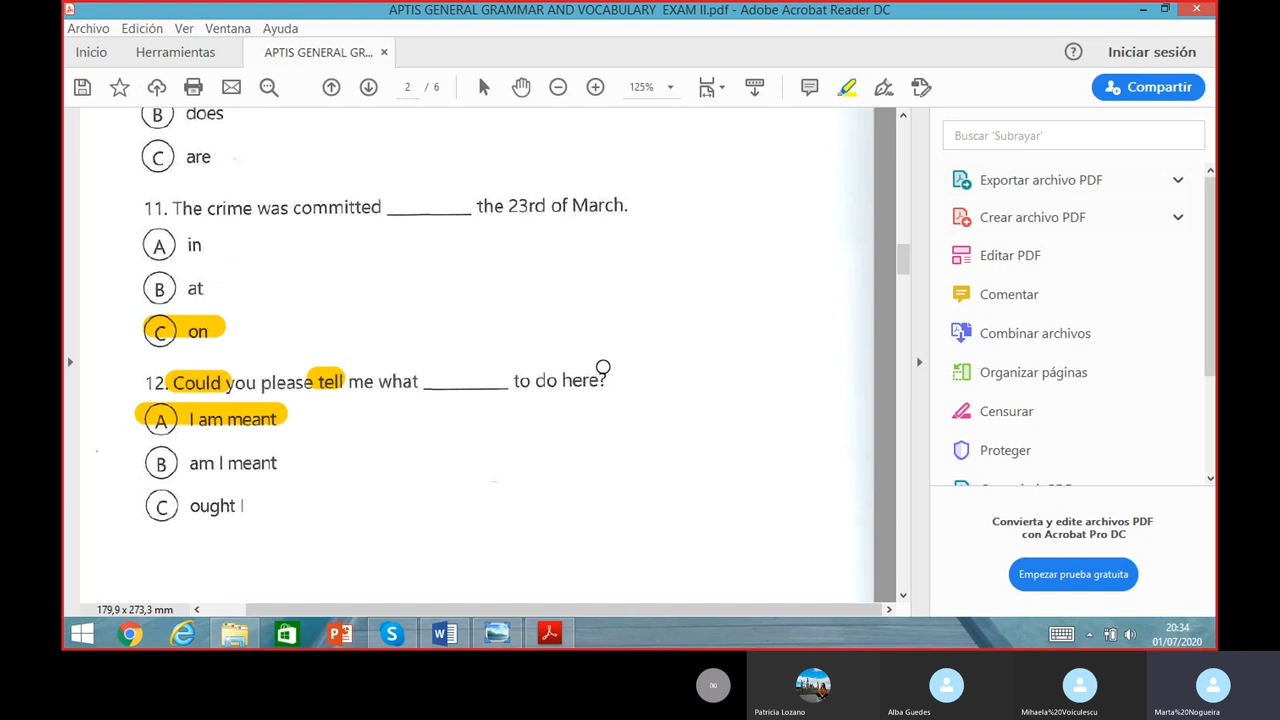 APTIS GENERAL GRAMMAR AND VOCABULARY EXAM II.pdf - Adobe Acrobat Reader DC
Archivo Edición Ver Ventana Ayuda
Inicio Herramientas APTIS GENERAL GR... × Iniciar sesión
2 / 6 125% Compartir
B does
C are
11. The crime was committed ________ the 23rd of March.
A in
B at
C on
12. Could you please tell me what ________ to do here?
A I am meant
B am I meant
C ought I
Buscar 'Subrayar'
Exportar archivo PDF
Crear archivo PDF
Editar PDF
Comentar
Combinar archivos
Organizar páginas
Censurar
Proteger
Convierta y edite archivos PDF
con Acrobat Pro DC
Empezar prueba gratuita
179,9 x 273,3 mm
20:34
01/07/2020
Patricia Lozano
Alba Guedes
Mihaela%20Voiculescu
Marta%20Nogueira